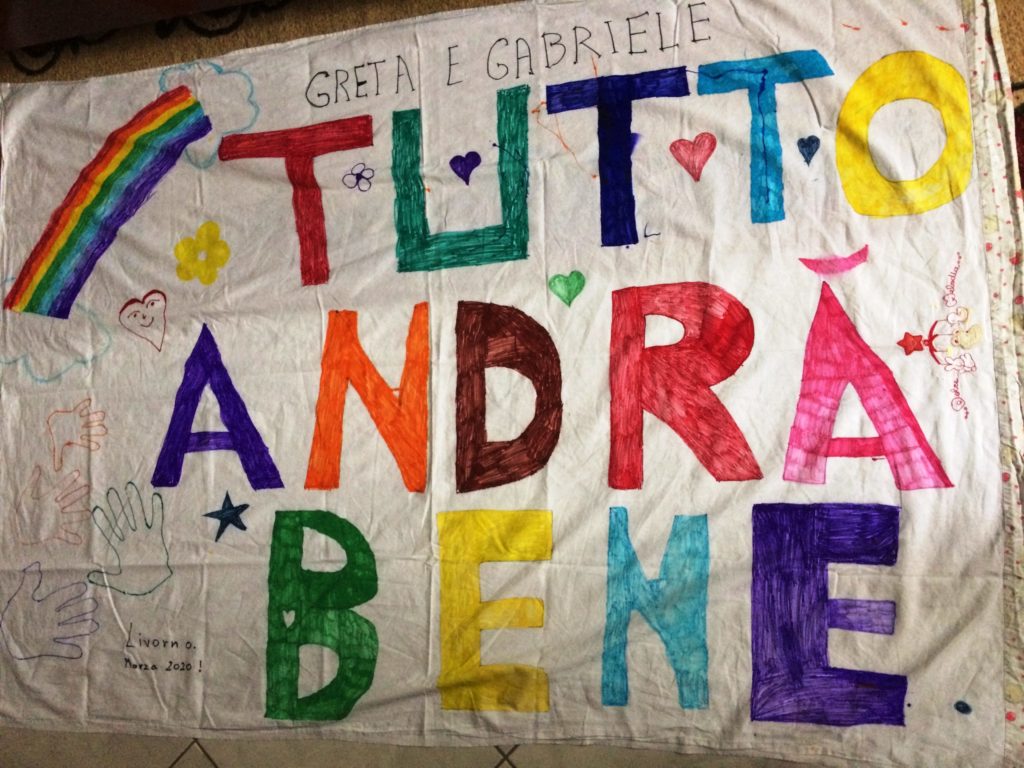 GRETA E GABRIELE
TUTTO
ANDRÀ
BENE
Livorno.
Marzo 2020!